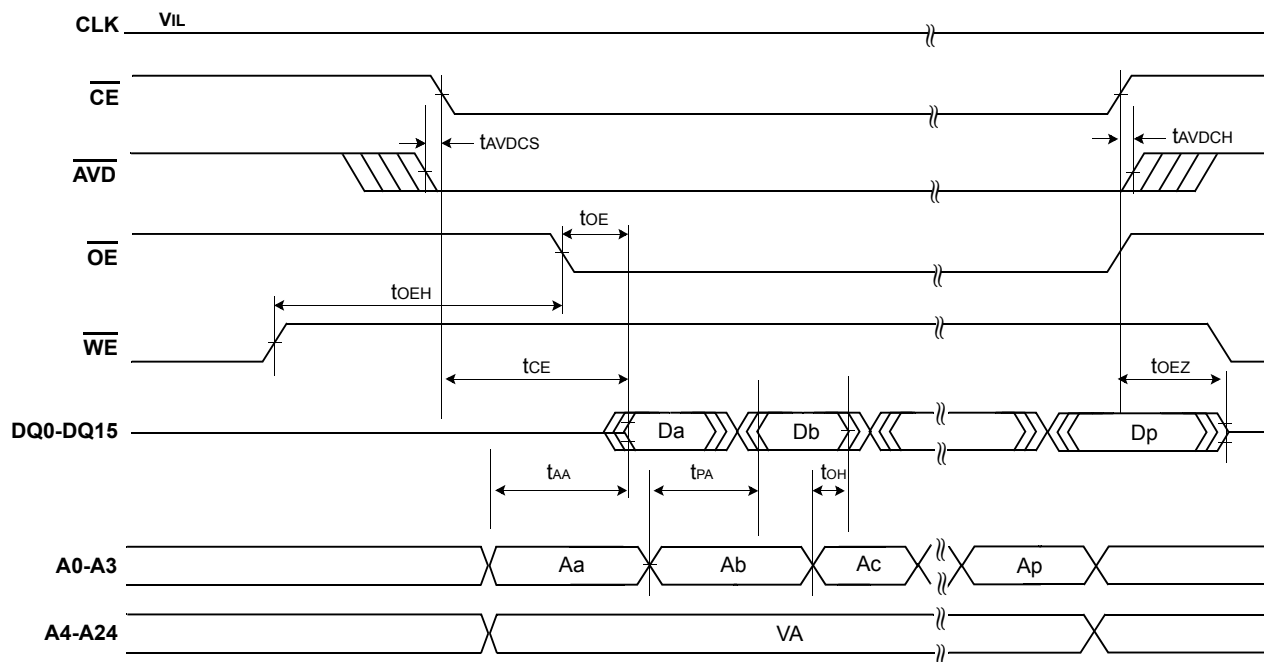 CLK VIL
CE
tAVDCS tAVDCH
AVD
tOE
OE
tOEH
WE
tCE tOEZ
DQ0-DQ15 Da Db Dp
tAA tPA tOH
A0-A3 Aa Ab Ac Ap
A4-A24 VA